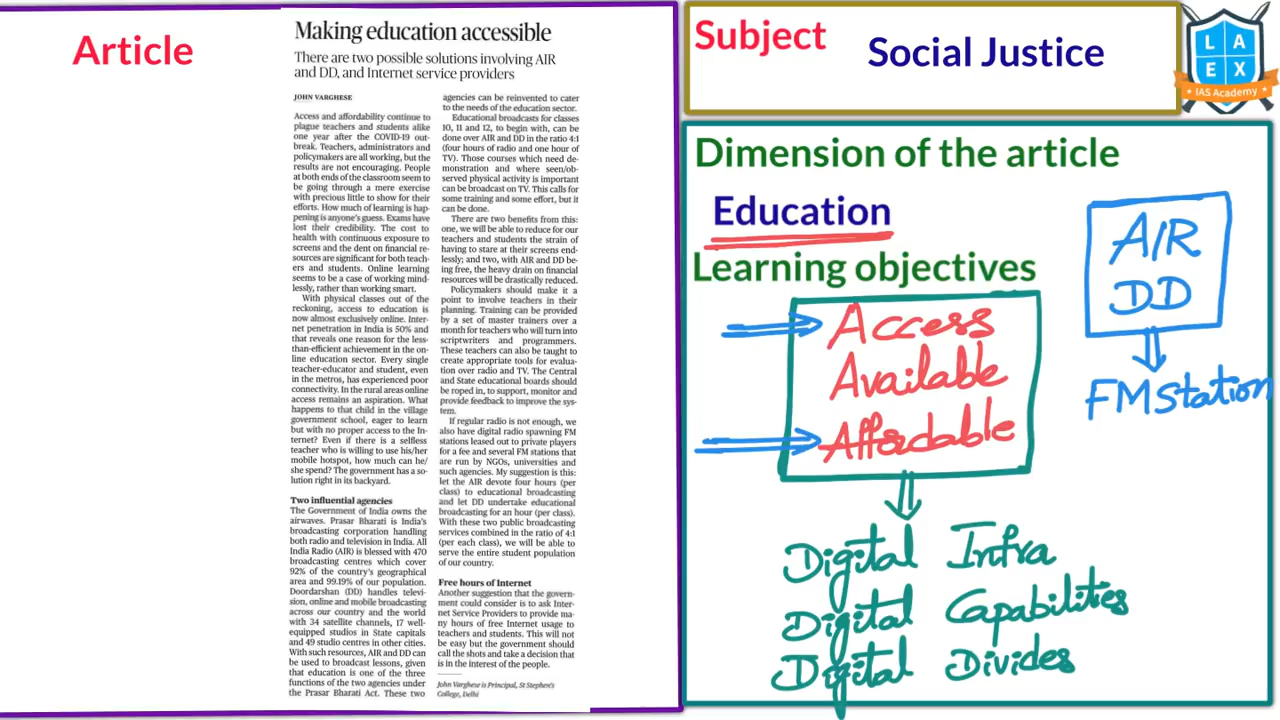 Article
Making education accessible
There are two possible solutions involving AIR
and DD, and Internet service providers
JOHN VARGHESE
Access and affordability continue to
plague teachers and students alike
one year after the COVID-19 out-
break. Teachers, administrators and
policymakers are all working, but the
results are not encouraging. People
at both ends of the classroom seem to
be going through a mere exercise
with precious little to show for their
efforts. How much of learning is hap-
pening is anyone's guess. Exams have
lost their credibility. The cost to
health with continuous exposure to
screens and the dent on financial re-
sources are significant for both teach-
ers and students. Online learning
seems to be a case of working mind-
lessly, rather than working smart.
With physical classes out of the
reckoning, access to education is
now almost exclusively online. Inter-
net penetration in India is 50% and
that reveals one reason for the less-
than-efficient achievement in the on-
line education sector. Every single
teacher-educator and student, even
in the metros, has experienced poor
connectivity. In the rural areas online
access remains an aspiration. What
happens to that child in the village
government school, eager to learn
but with no proper access to the In-
ternet? Even if there is a selfless
teacher who is willing to use his/her
mobile hotspot, how much can he/
she spend? The government has a so-
lution right in its backyard.
Two influential agencies
The Government of India owns the
airwaves. Prasar Bharati is India's
broadcasting corporation handling
both radio and television in India. All
India Radio (AIR) is blessed with 470
broadcasting centres which cover
92% of the country's geographical
area and 99.19% of our population.
Doordarshan (DD) handles televi-
sion, online and mobile broadcasting
across our country and the world
with 34 satellite channels, 17 well-
equipped studios in State capitals
and 49 studio centres in other cities.
With such resources, AIR and DD can
be used to broadcast lessons, given
that education is one of the three
functions of the two agencies under
the Prasar Bharati Act. These two
agencies can be reinvented to cater
to the needs of the education sector.
Educational broadcasts for classes
10, 11 and 12, to begin with, can be
done over AIR and DD in the ratio 4:1
(four hours of radio and one hour of
TV). Those courses which need de-
monstration and where seen/ob-
served physical activity is important
can be broadcast on TV. This calls for
some training and some effort, but it
can be done.
There are two benefits from this:
one, we will be able to reduce for our
teachers and students the strain of
having to stare at their screens end-
lessly; and two, with AIR and DD be-
ing free, the heavy drain on financial
resources will be drastically reduced.
Policymakers should make it a
point to involve teachers in their
planning. Training can be provided
by a set of master trainers over a
month for teachers who will turn into
scriptwriters and programmers.
These teachers can also be taught to
create appropriate tools for evalua-
tion over radio and TV. The Central
and State educational boards should
be roped in, to support, monitor and
provide feedback to improve the sys-
tem.
If regular radio is not enough, we
also have digital radio spawning FM
stations leased out to private players
for a fee and several FM stations that
are run by NGOs, universities and
such agencies. My suggestion is this:
let the AIR devote four hours (per
class) to educational broadcasting
and let DD undertake educational
broadcasting for an hour (per class).
With these two public broadcasting
services combined in the ratio of 4:1
(per each class), we will be able to
serve the entire student population
of our country.
Free hours of Internet
Another suggestion that the govern-
ment could consider is to ask Inter-
net Service Providers to provide ma-
ny hours of free Internet usage to
teachers and students. This will not
be easy but the government should
call the shots and take a decision that
is in the interest of the people.
John Varghese is Principal, St Stephen's
College, Delhi
Subject
Social Justice
L A
E X
IAS Academy
Dimension of the article
Education
Learning objectives
Access
Available
Affordable
AIR
DD
FM Station
Digital Infra
Digital Capabilities
Digital Divides